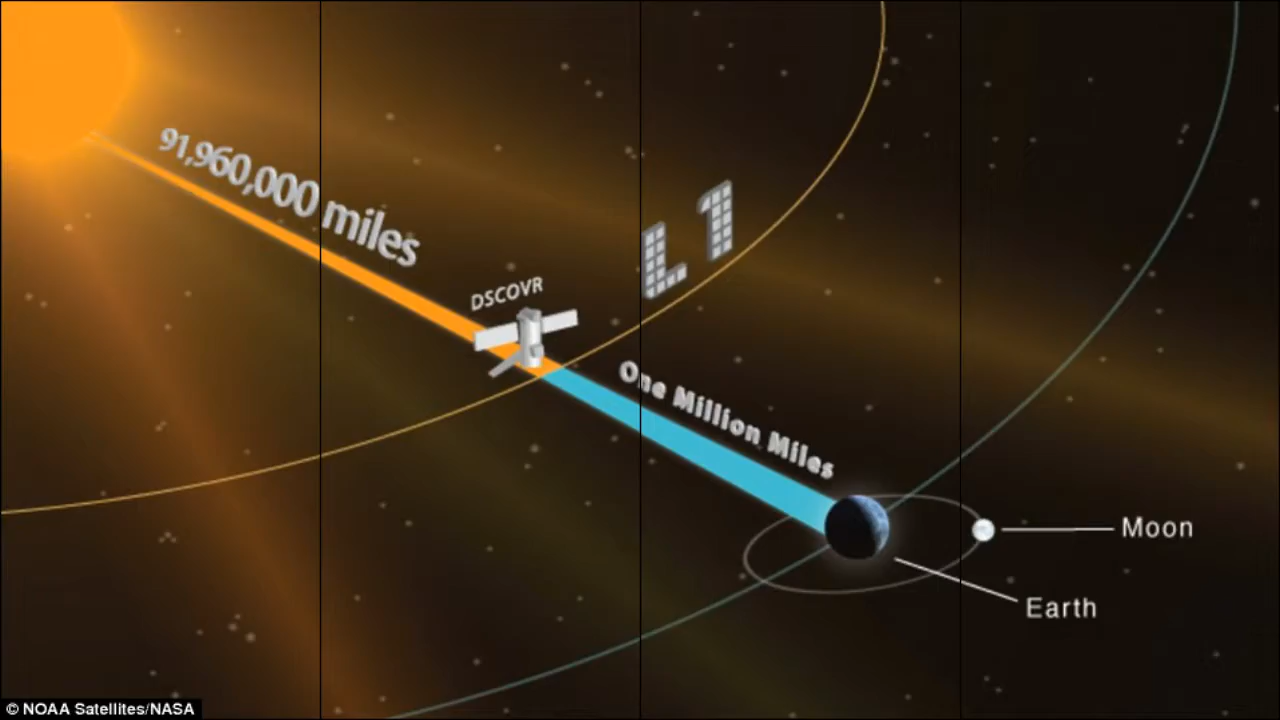 91,960,000 miles
DSCOVR
L1
One Million Miles
Moon
Earth
© NOAA Satellites/NASA